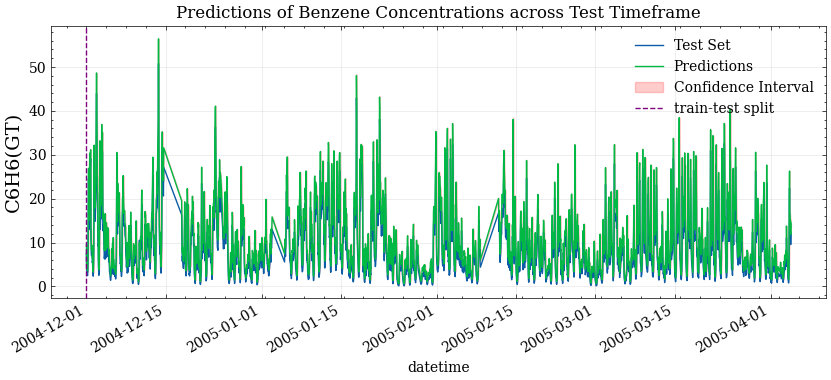 Predictions of Benzene Concentrations across Test Timeframe
Test Set
Predictions
Confidence Interval
train-test split
C6H6(GT)
50
40
30
20
10
0
2004-12-01
2004-12-15
2005-01-01
2005-01-15
2005-02-01
2005-02-15
2005-03-01
2005-03-15
2005-04-01
datetime